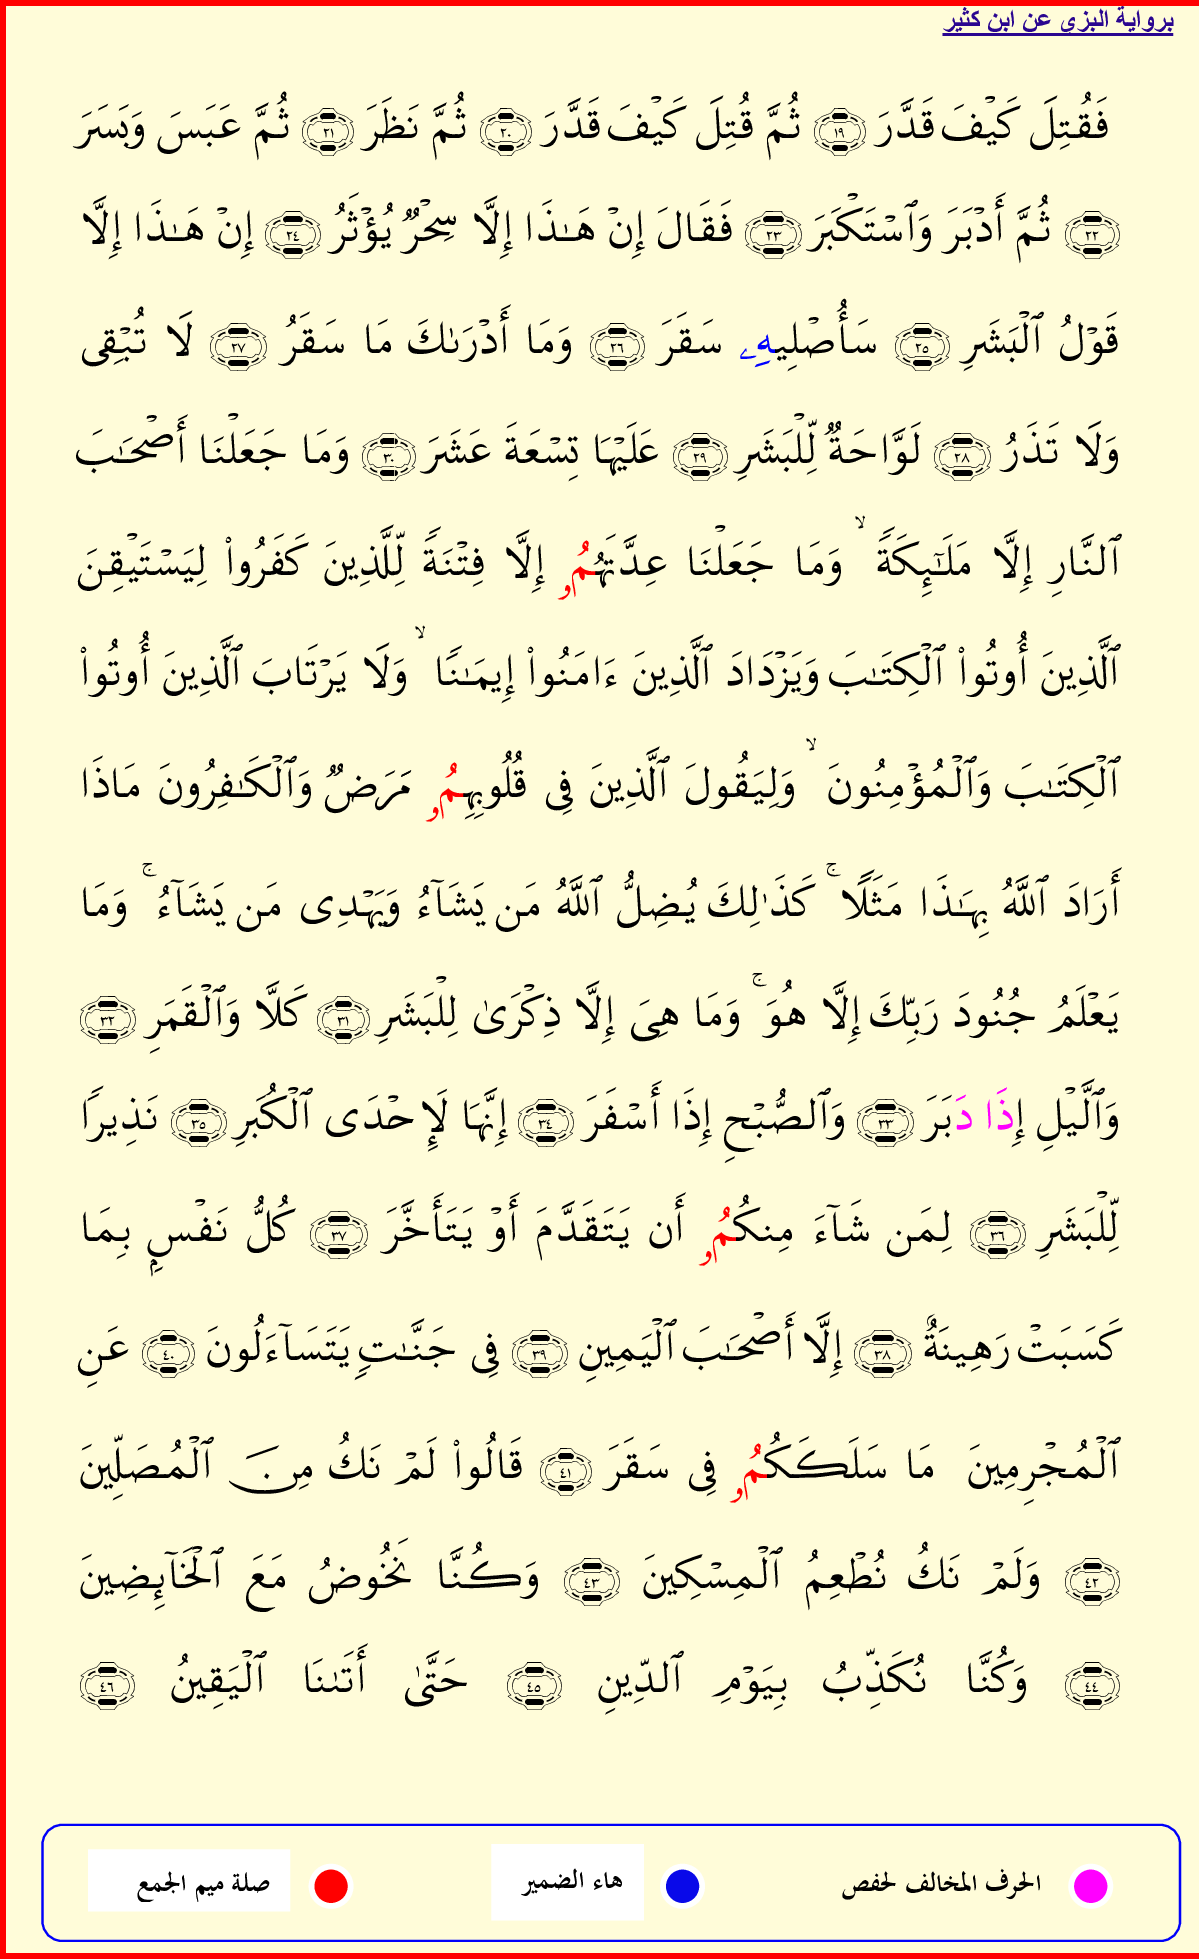 برواية البزي عن ابن كثير
فَقُتِلَ كَيْفَ قَدَّرَ ١٩ ثُمَّ قُتِلَ كَيْفَ قَدَّرَ ٢٠ ثُمَّ نَظَرَ ٢١ ثُمَّ عَبَسَ وَبَسَرَ
٢٢ ثُمَّ أَدْبَرَ وَٱسْتَكْبَرَ ٢٣ فَقَالَ إِنْ هَـٰذَا إِلَّا سِحْرٌ يُؤْثَرُ ٢٤ إِنْ هَـٰذَا إِلَّا
قَوْلُ ٱلْبَشَرِ ٢٥ سَأُصْلِيهِۦ سَقَرَ ٢٦ وَمَا أَدْرَىٰكَ مَا سَقَرُ ٢٧ لَا تُبْقِى
وَلَا تَذَرُ ٢٨ لَوَّاحَةٌ لِّلْبَشَرِ ٢٩ عَلَيْهَا تِسْعَةَ عَشَرَ ٣٠ وَمَا جَعَلْنَا أَصْحَـٰبَ
ٱلنَّارِ إِلَّا مَلَـٰٓئِكَةً ۙ وَمَا جَعَلْنَا عِدَّتَهُمُۥ إِلَّا فِتْنَةً لِّلَّذِينَ كَفَرُوا۟ لِيَسْتَيْقِنَ
ٱلَّذِينَ أُوتُوا۟ ٱلْكِتَـٰبَ وَيَزْدَادَ ٱلَّذِينَ ءَامَنُوا۟ إِيمَـٰنًا ۙ وَلَا يَرْتَابَ ٱلَّذِينَ أُوتُوا۟
ٱلْكِتَـٰبَ وَٱلْمُؤْمِنُونَ ۙ وَلِيَقُولَ ٱلَّذِينَ فِى قُلُوبِهِمُۥ مَرَضٌ وَٱلْكَـٰفِرُونَ مَاذَا
أَرَادَ ٱللَّهُ بِهَـٰذَا مَثَلًا ۚ كَذَٰلِكَ يُضِلُّ ٱللَّهُ مَن يَشَآءُ وَيَهْدِى مَن يَشَآءُ ۚ وَمَا
يَعْلَمُ جُنُودَ رَبِّكَ إِلَّا هُوَ ۚ وَمَا هِىَ إِلَّا ذِكْرَىٰ لِلْبَشَرِ ٣١ كَلَّا وَٱلْقَمَرِ ٣٢
وَٱلَّيْلِ إِذَا دَبَرَ ٣٣ وَٱلصُّبْحِ إِذَا أَسْفَرَ ٣٤ إِنَّهَا لَإِحْدَى ٱلْكُبَرِ ٣٥ نَذِيرًا
لِّلْبَشَرِ ٣٦ لِمَن شَآءَ مِنكُمُۥ أَن يَتَقَدَّمَ أَوْ يَتَأَخَّرَ ٣٧ كُلُّ نَفْسٍۭ بِمَا
كَسَبَتْ رَهِينَةٌ ٣٨ إِلَّا أَصْحَـٰبَ ٱلْيَمِينِ ٣٩ فِى جَنَّـٰتٍ يَتَسَآءَلُونَ ٤٠ عَنِ
ٱلْمُجْرِمِينَ مَا سَلَكَكُمُۥ فِى سَقَرَ ٤١ قَالُوا۟ لَمْ نَكُ مِنَ ٱلْمُصَلِّينَ
٤٢ وَلَمْ نَكُ نُطْعِمُ ٱلْمِسْكِينَ ٤٣ وَكُنَّا نَخُوضُ مَعَ ٱلْخَآئِضِينَ
٤٤ وَكُنَّا نُكَذِّبُ بِيَوْمِ ٱلدِّينِ ٤٥ حَتَّىٰ أَتَىٰنَا ٱلْيَقِينُ ٤٦
الحرف المخالف لحفص هاء الضمير صلة ميم الجمع